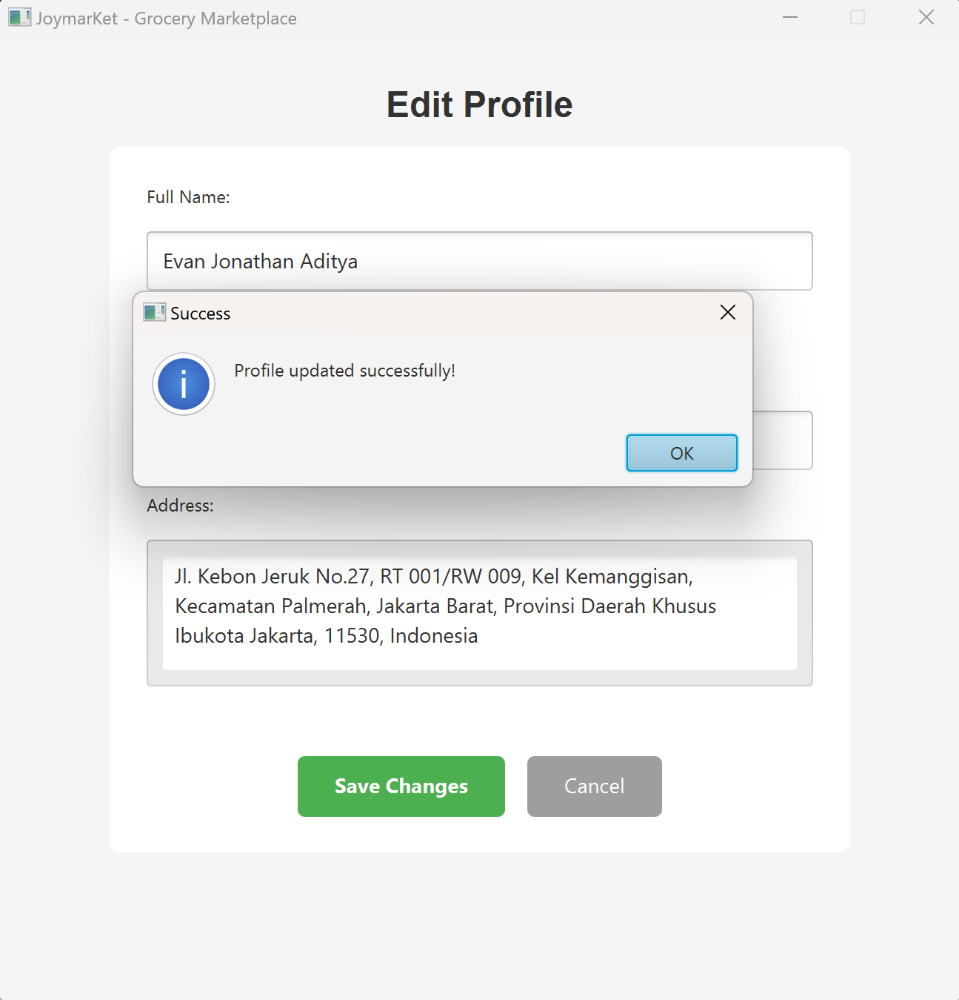 JoymarKet - Grocery Marketplace
Edit Profile
Full Name:
Evan Jonathan Aditya
Success
i
Profile updated successfully!
OK
Address:
Jl. Kebon Jeruk No.27, RT 001/RW 009, Kel Kemanggisan,
Kecamatan Palmerah, Jakarta Barat, Provinsi Daerah Khusus
Ibukota Jakarta, 11530, Indonesia
Save Changes
Cancel